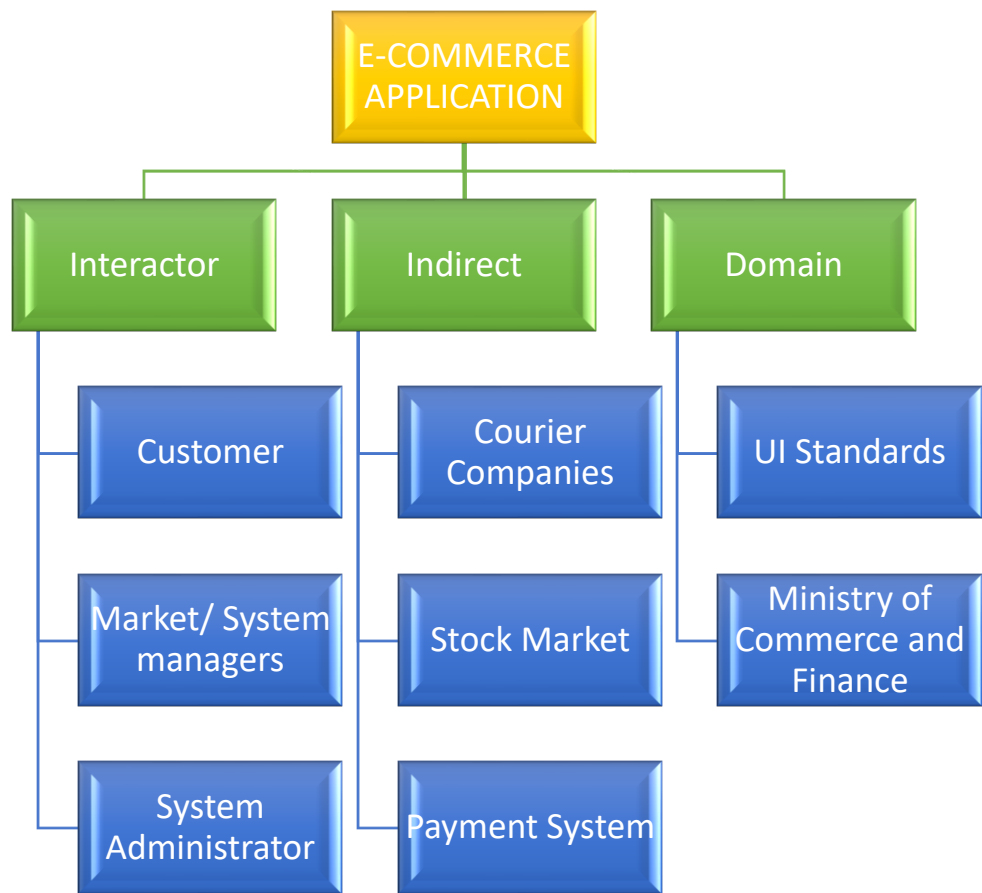 E-COMMERCE
APPLICATION
Interactor
Indirect
Domain
Customer
Courier
Companies
UI Standards
Market/ System
managers
Stock Market
Ministry of
Commerce and
Finance
System
Administrator
Payment System